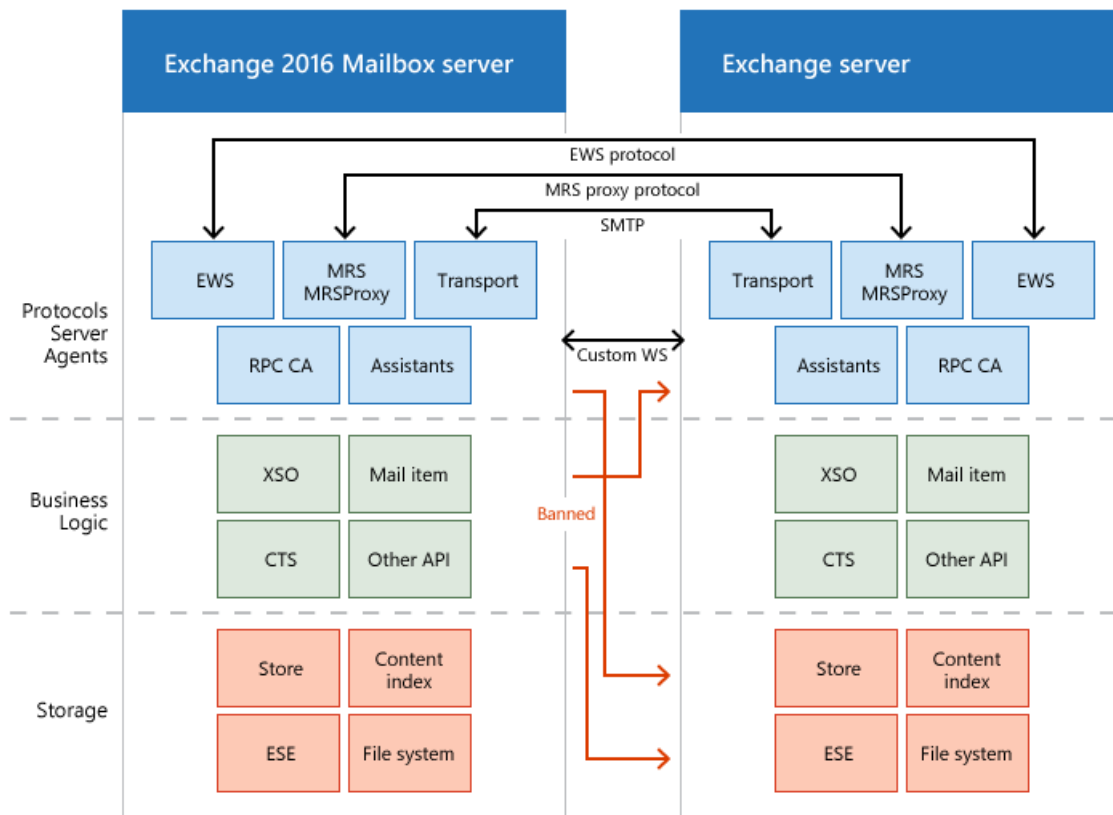 Exchange 2016 Mailbox server
Exchange server
EWS protocol
MRS proxy protocol
SMTP
Protocols
Server
Agents
EWS
MRS
MRSProxy
Transport
Transport
MRS
MRSProxy
EWS
RPC CA
Assistants
Custom WS
Assistants
RPC CA
Business
Logic
XSO
Mail item
Banned
XSO
Mail item
CTS
Other API
CTS
Other API
Storage
Store
Content
index
Store
Content
index
ESE
File system
ESE
File system